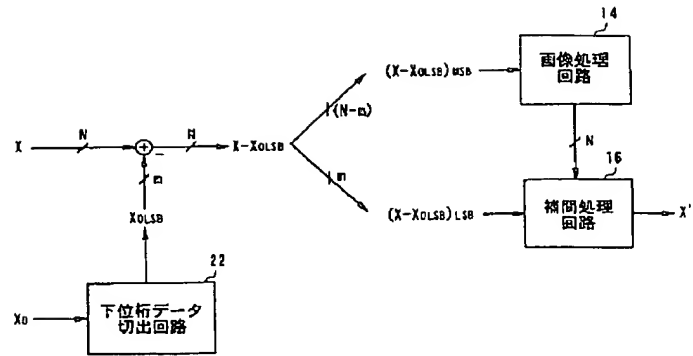 14
画像処理
回路
(X-X0LSB)MSB
(N-m)
N
X
N
+
-
N
X-X0LSB
m
m
16
補間処理
回路
(X-X0LSB)LSB
X'
X0LSB
22
X0
下位桁データ
切出回路